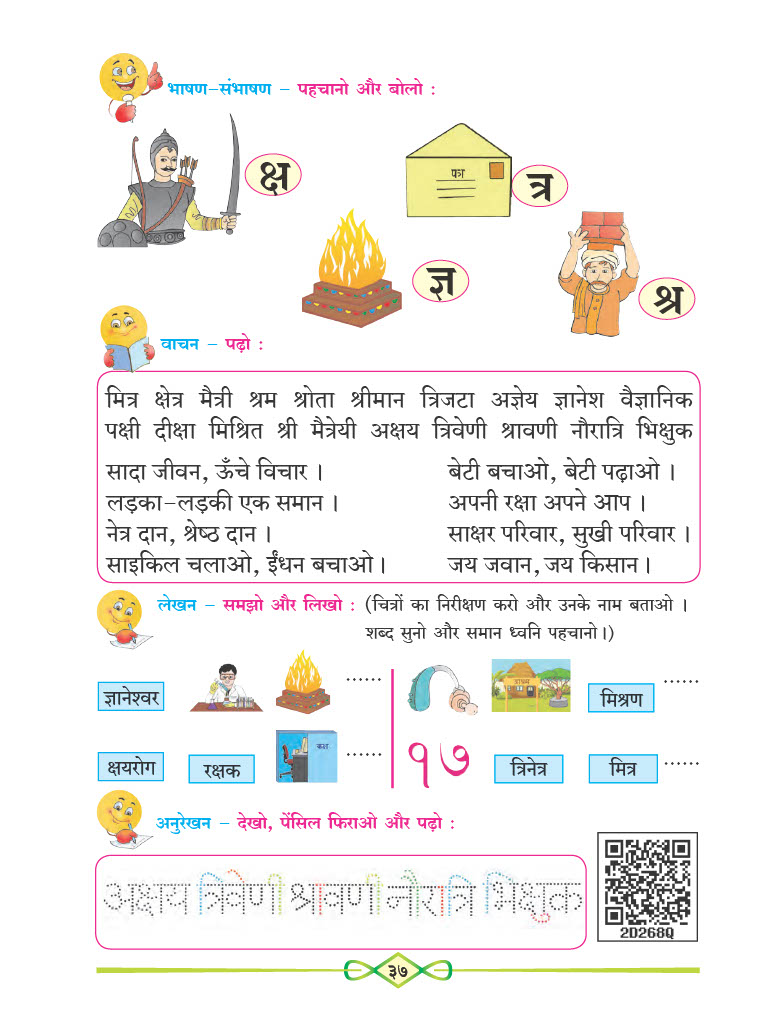 भाषण-संभाषण - पहचानो और बोलो :
क्ष
फा
त्र
ज्ञ
श्र
वाचन - पढ़ो :
मित्र क्षेत्र मैत्री श्रम श्रोता श्रीमान त्रिजटा अज्ञेय ज्ञानेश वैज्ञानिक
पक्षी दीक्षा मिश्रित श्री मैत्रेयी अक्षय त्रिवेणी श्रावणी नौरात्रि भिक्षुक
सादा जीवन, ऊँचे विचार । बेटी बचाओ, बेटी पढ़ाओ ।
लड़का-लड़की एक समान । अपनी रक्षा अपने आप ।
नेत्र दान, श्रेष्ठ दान । साक्षर परिवार, सुखी परिवार ।
साइकिल चलाओ, ईंधन बचाओ । जय जवान, जय किसान ।
लेखन - समझो और लिखो : (चित्रों का निरीक्षण करो और उनके नाम बताओ ।
शब्द सुनो और समान ध्वनि पहचानो।)
ज्ञानेश्वर ...... आश्रम मिश्रण ......
क्षयरोग रक्षक कक्ष ...... १७ त्रिनेत्र मित्र ......
अनुरेखन - देखो, पेंसिल फिराओ और पढ़ो :
अक्षय त्रिवेणी श्रावणी नौरात्रि भिक्षुक
2D268Q
३७